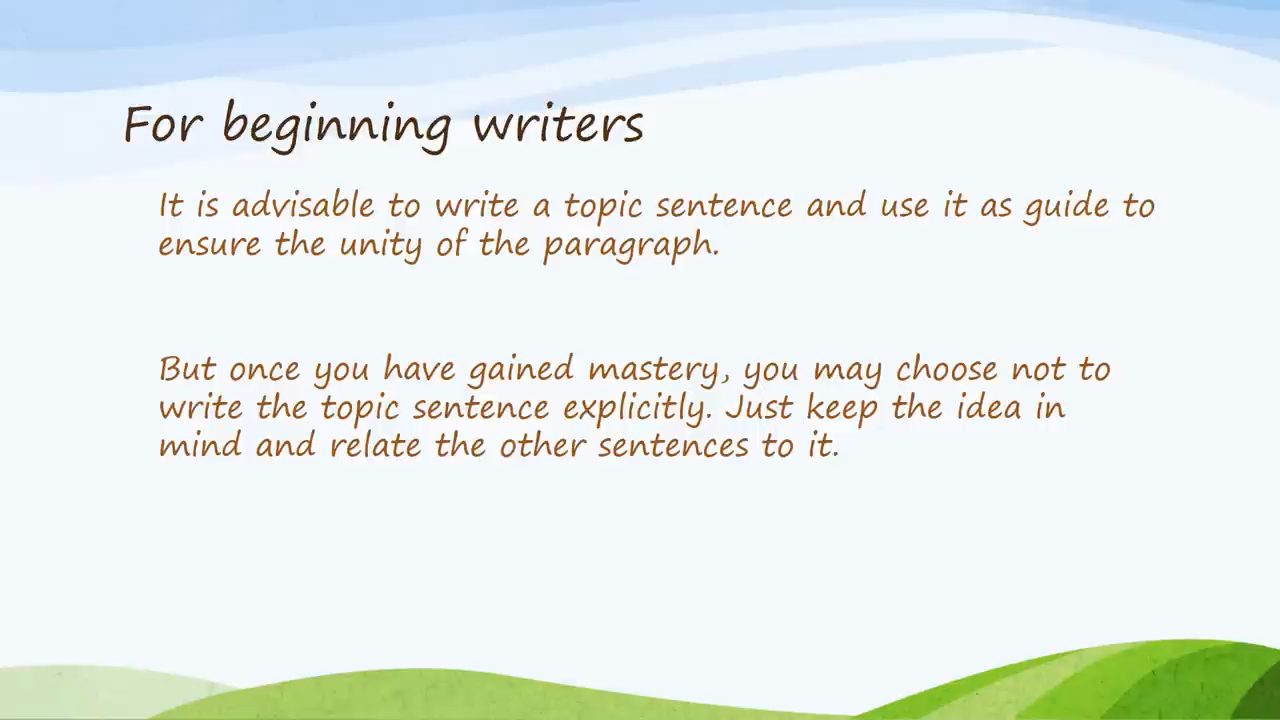 For beginning writers
It is advisable to write a topic sentence and use it as guide to
ensure the unity of the paragraph.
But once you have gained mastery, you may choose not to
write the topic sentence explicitly. Just keep the idea in
mind and relate the other sentences to it.